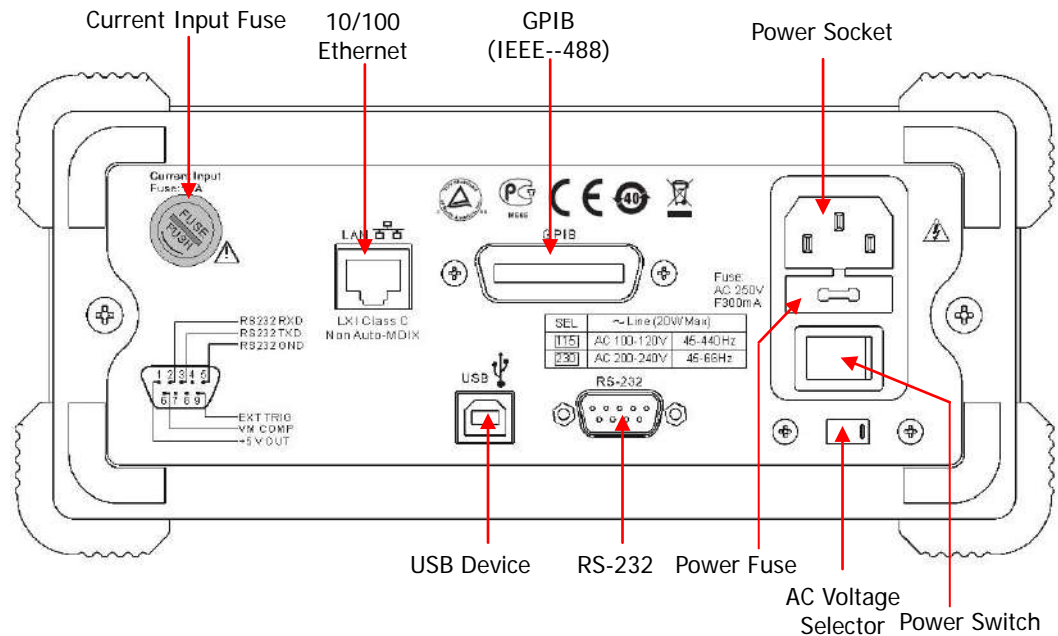 Current Input Fuse
10/100
Ethernet
GPIB
(IEEE--488)
Power Socket
Current Input
Fuse: A
FUSE
PUSH
LAN
LXI Class C
Non Auto-MDIX
GPIB
40
Fuse:
AC 250V
F300mA
SEL ~ Line (20W Max)
115 AC 100-120V 45-440Hz
230 AC 200-240V 45-66Hz
RS232 RXD
RS232 TXD
RS232 GND
1 2 3 4 5
6 7 8 9
EXT TRIG
VM COMP
+5 V OUT
USB
RS-232
USB Device
RS-232
Power Fuse
AC Voltage
Selector
Power Switch